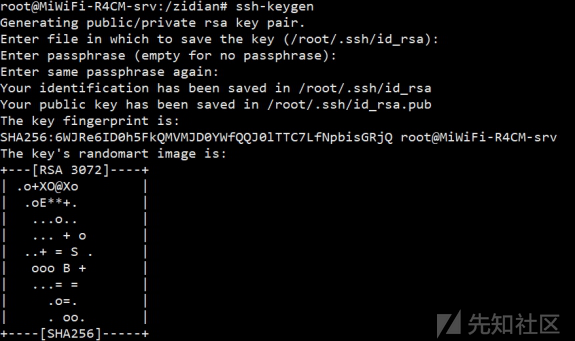 root@MiWiFi-R4CM-srv:/zidian# ssh-keygen
Generating public/private rsa key pair.
Enter file in which to save the key (/root/.ssh/id_rsa):
Enter passphrase (empty for no passphrase):
Enter same passphrase again:
Your identification has been saved in /root/.ssh/id_rsa
Your public key has been saved in /root/.ssh/id_rsa.pub
The key fingerprint is:
SHA256:6WJRe6ID0h5FkQMVMJD0YWfQQJ0lTTC7LfNpbisGRjQ root@MiWiFi-R4CM-srv
The key's randomart image is:
+---[RSA 3072]----+
| .o+XO@Xo        |
|  .oE**+.        |
|   ...o..        |
|   ... + o       |
|  ..+ = S .      |
|   ooo B +       |
|   ...= =        |
|     .o=.        |
|     . oo.       |
+----[SHA256]-----+
先知社区